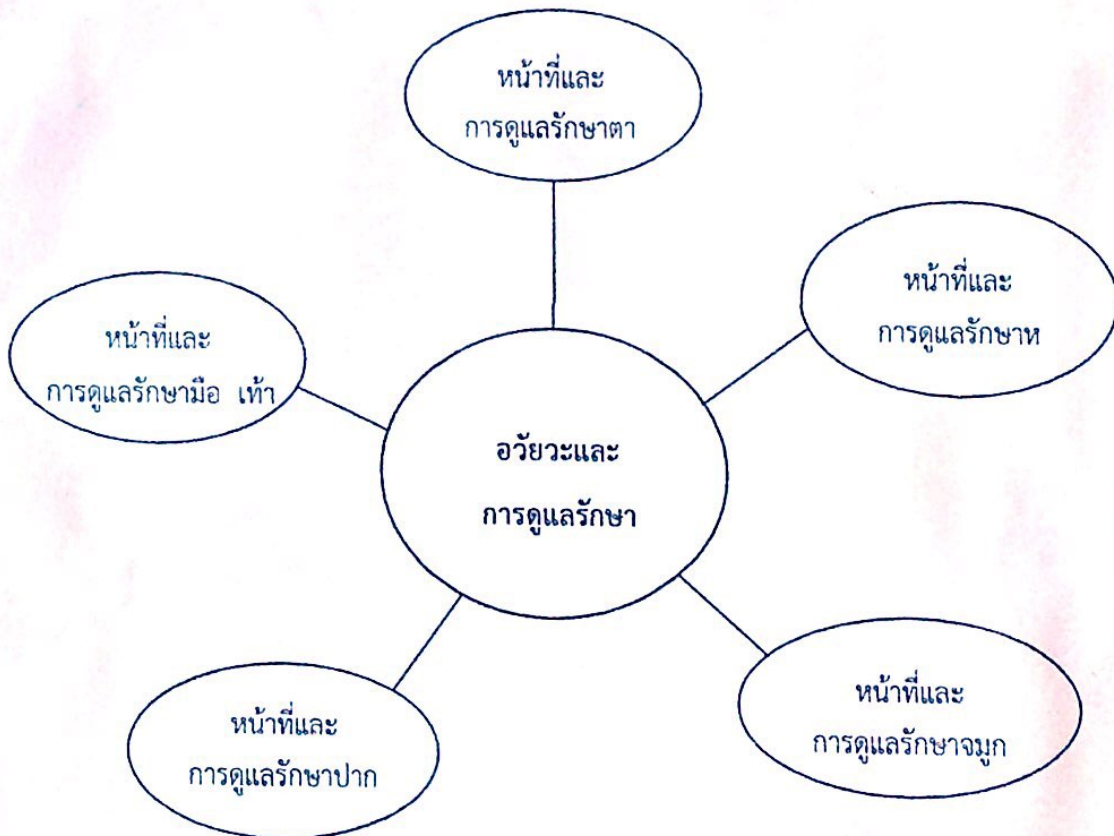 หน้าที่และ
การดูแลรักษาตา
หน้าที่และ
การดูแลรักษาห
หน้าที่และ
การดูแลรักษามือ เท้า
อวัยวะและ
การดูแลรักษา
หน้าที่และ
การดูแลรักษาจมูก
หน้าที่และ
การดูแลรักษาปาก